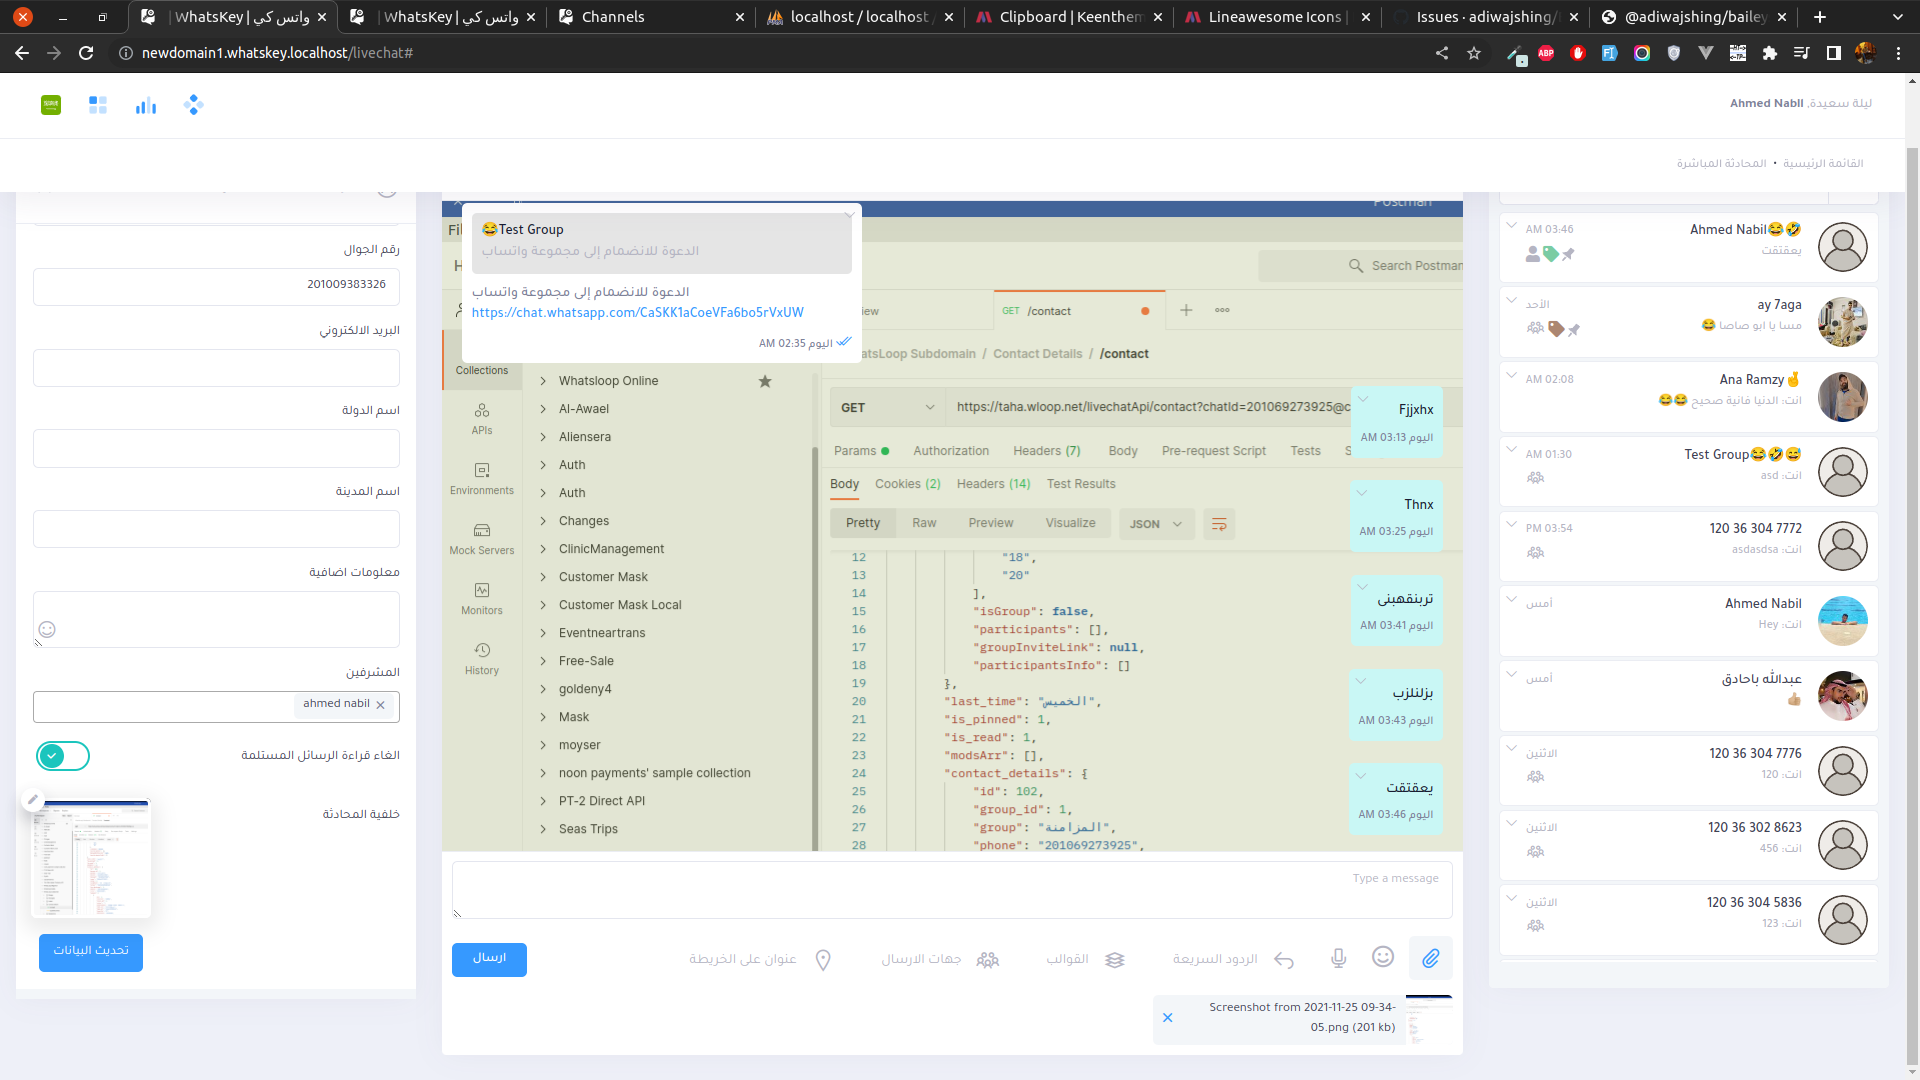 WhatsKey | واتس كي
WhatsKey | واتس كي
Channels
localhost / localhost /
Clipboard | Keenthem
Lineawesome Icons |
Issues · adiwajshing/
@adiwajshing/bailey
newdomain1.whatskey.localhost/livechat#
ليلة سعيدة, Ahmed Nabil
القائمة الرئيسية • المحادثة المباشرة
رقم الجوال
201009383326
البريد الالكتروني
اسم الدولة
اسم المدينة
معلومات اضافية
المشرفين
ahmed nabil ×
الغاء قراءة الرسائل المستلمة
خلفية المحادثة
تحديث البيانات
Postman
Fil
😂Test Group
الدعوة للانضمام إلى مجموعة واتساب
الدعوة للانضمام إلى مجموعة واتساب
https://chat.whatsapp.com/CaSKK1aCoeVFa6bo5rVxUW
اليوم 02:35 AM
Search Postman
GET /contact
WhatsLoop Subdomain / Contact Details / /contact
GET
https://taha.wloop.net/livechatApi/contact?chatId=201069273925@c
Params
Authorization
Headers (7)
Body
Pre-request Script
Tests
Body
Cookies (2)
Headers (14)
Test Results
Pretty
Raw
Preview
Visualize
JSON
Collections
APIs
Environments
Mock Servers
Monitors
History
Whatsloop Online
Al-Awael
Aliensera
Auth
Auth
Changes
ClinicManagement
Customer Mask
Customer Mask Local
Eventneartrans
Free-Sale
goldeny4
Mask
moyser
noon payments' sample collection
PT-2 Direct API
Seas Trips
12 "18",
13 "20"
14 ],
15 "isGroup": false,
16 "participants": [],
17 "groupInviteLink": null,
18 "participantsInfo": []
19 },
20 "last_time": "الخميس",
21 "is_pinned": 1,
22 "is_read": 1,
23 "modsArr": [],
24 "contact_details": {
25 "id": 102,
26 "group_id": 1,
27 "group": "المزامنة",
28 "phone": "201069273925",
Fjjxhx
اليوم 03:13 AM
Thnx
اليوم 03:25 AM
تربنقهبنى
اليوم 03:41 AM
بزلنلزب
اليوم 03:43 AM
يعقتقت
اليوم 03:46 AM
Type a message
ارسال
عنوان على الخريطة
جهات الارسال
القوالب
الردود السريعة
Screenshot from 2021-11-25 09-34-
05.png (201 kb)
Ahmed Nabil😂🤣
03:46 AM
يعقتقت
ay 7aga
الأحد
مسا يا ابو صاصا 😂
Ana Ramzy🤞
02:08 AM
انت: الدنيا فانية صحيح 😂😂
Test Group😂🤣😅
01:30 AM
انت: asd
120 36 304 7772
03:54 PM
انت: asdasdsa
Ahmed Nabil
أمس
انت: Hey
عبدالله باحاذق
أمس
👍🏼
120 36 304 7776
الاثنين
انت: 120
120 36 302 8623
الاثنين
انت: 456
120 36 304 5836
الاثنين
انت: 123